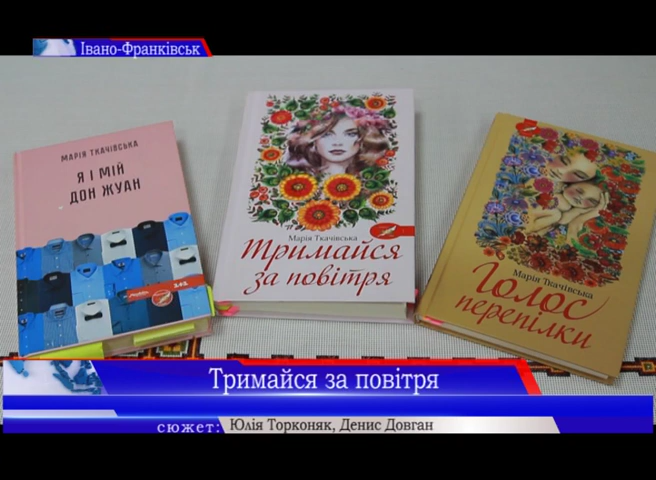 Івано-Франківськ
МАРІЯ ТКАЧІВСЬКА
Я І МІЙ
ДОН ЖУАН
Марія Ткачівська
Тримайся
за повітря
Марія Ткачівська
Голос
перепілки
Тримайся за повітря
сюжет: Юлія Торконяк, Денис Довган